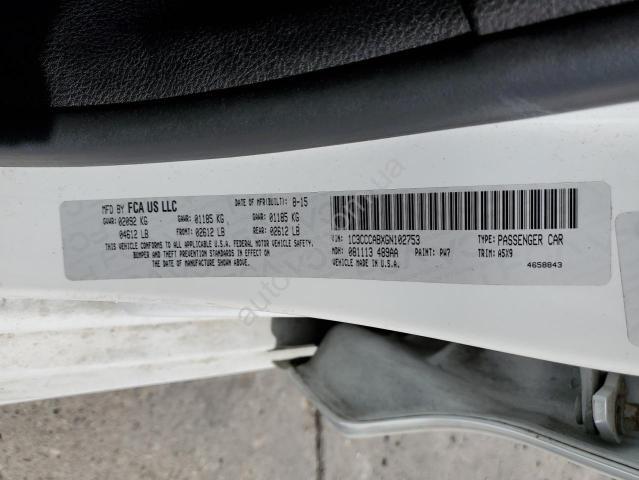 MFD BY FCA US LLC DATE OF MFR(BUILT): 8-15
GVWR: 02092 KG GAWR: 01185 KG GAWR: 01185 KG
04612 LB FRONT: 02612 LB REAR: 02612 LB
THIS VEHICLE CONFORMS TO ALL APPLICABLE U.S.A. FEDERAL MOTOR VEHICLE SAFETY,
BUMPER AND THEFT PREVENTION STANDARDS IN EFFECT ON
THE DATE OF MANUFACTURE SHOWN ABOVE.
VIN: 1C3CCCABXGN102753 TYPE: PASSENGER CAR
MDH: 081113 489AA PAINT: PW7 TRIM: A5X9
VEHICLE MADE IN U.S.A.
4658843